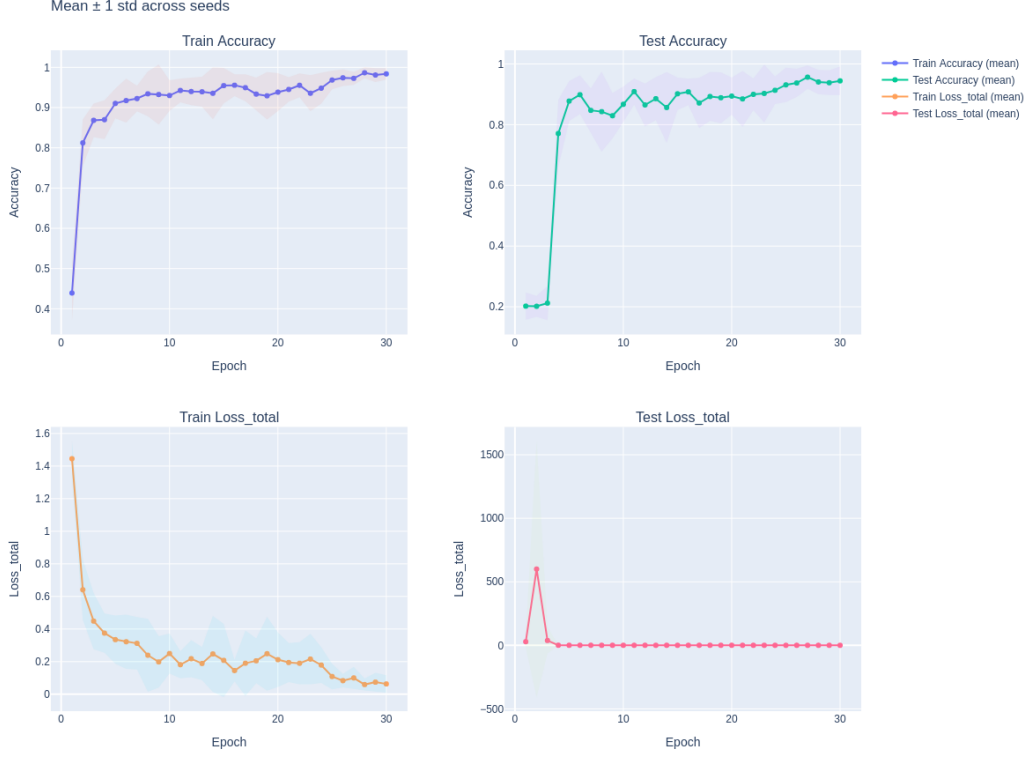 Mean ± 1 std across seeds
Train Accuracy
Test Accuracy
Train Accuracy (mean)
Test Accuracy (mean)
Train Loss_total (mean)
Test Loss_total (mean)
1
0.9
0.8
0.7
0.6
0.5
0.4
Accuracy
0
10
20
30
Epoch
1
0.8
0.6
0.4
0.2
Accuracy
0
10
20
30
Epoch
Train Loss_total
Test Loss_total
1.6
1.4
1.2
1
0.8
0.6
0.4
0.2
0
Loss_total
0
10
20
30
Epoch
1500
1000
500
0
−500
Loss_total
0
10
20
30
Epoch